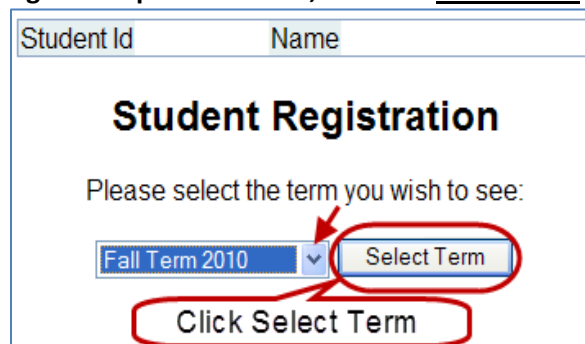 Student Id Name
Student Registration
Please select the term you wish to see:
Fall Term 2010 Select Term
Click Select Term